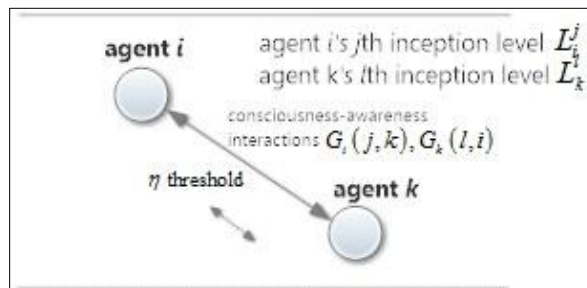 agent i
agent i's jth inception level L_i^j
agent k's lth inception level L_k^l
consciousness-awareness
interactions G_i(j,k), G_k(l,i)
η threshold
agent k